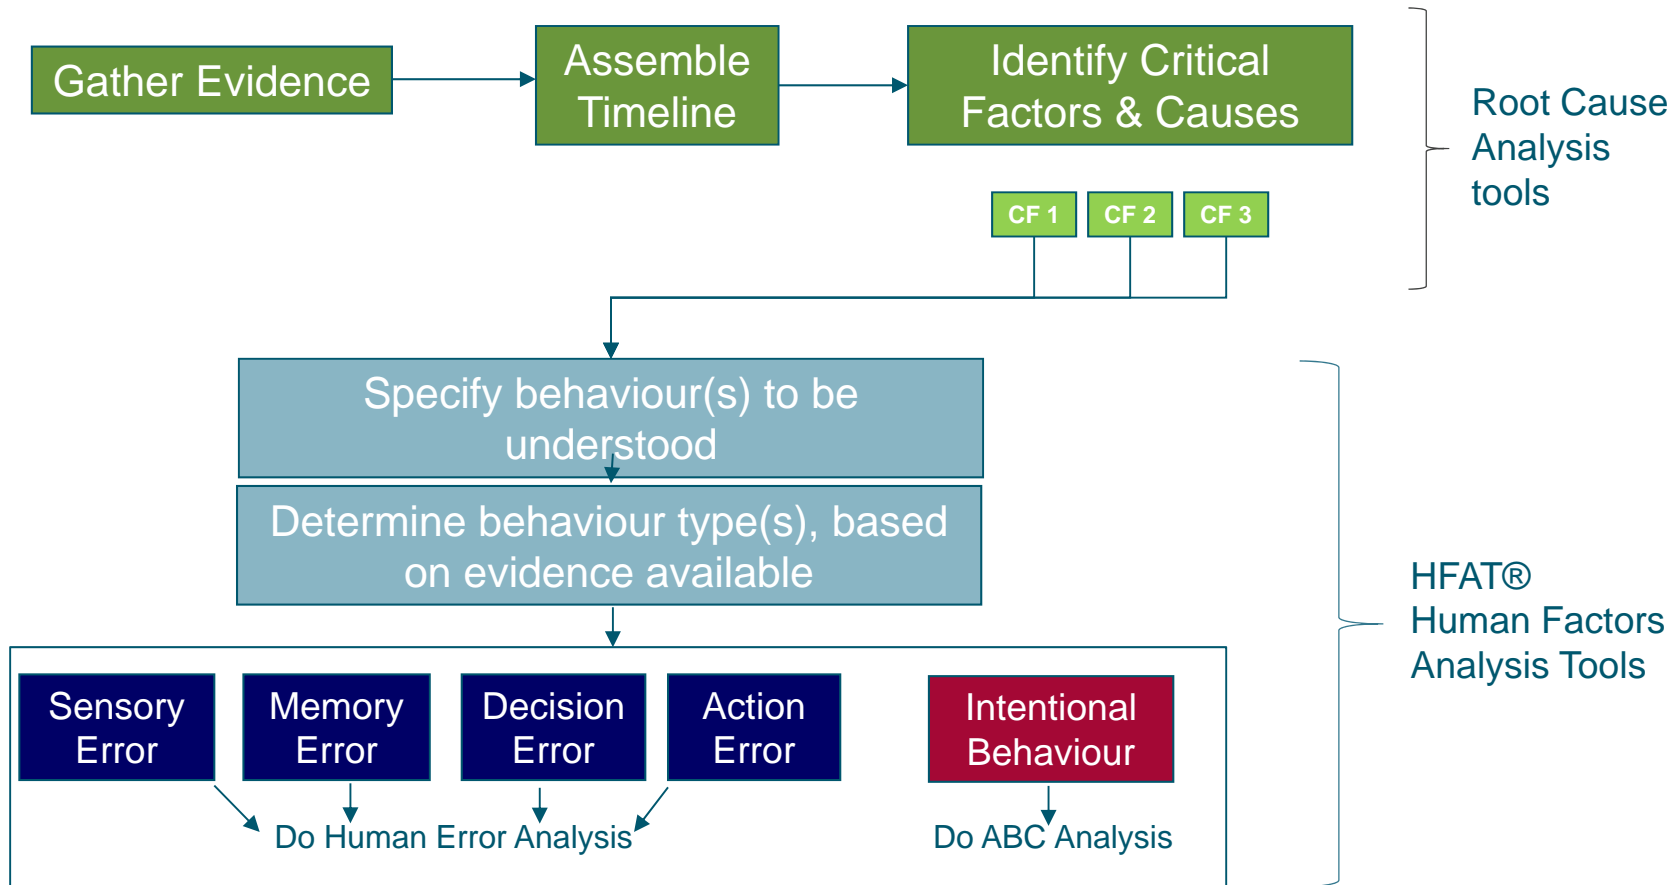 Gather Evidence
Assemble
Timeline
Identify Critical
Factors & Causes
Root Cause
Analysis
tools
CF 1
CF 2
CF 3
Specify behaviour(s) to be
understood
Determine behaviour type(s), based
on evidence available
HFAT®
Human Factors
Analysis Tools
Sensory
Error
Memory
Error
Decision
Error
Action
Error
Intentional
Behaviour
Do Human Error Analysis
Do ABC Analysis